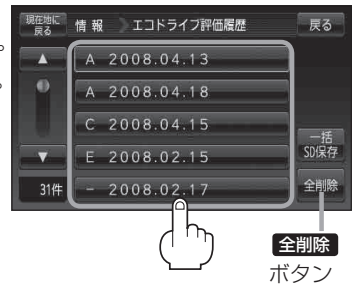 現在地に
戻る
情報 エコドライブ評価履歴
戻る
▲
A 2008.04.13
A 2008.04.18
C 2008.04.15
E 2008.02.15
- 2008.02.17
▼
31件
一括
SD保存
全削除
全削除
ボタン